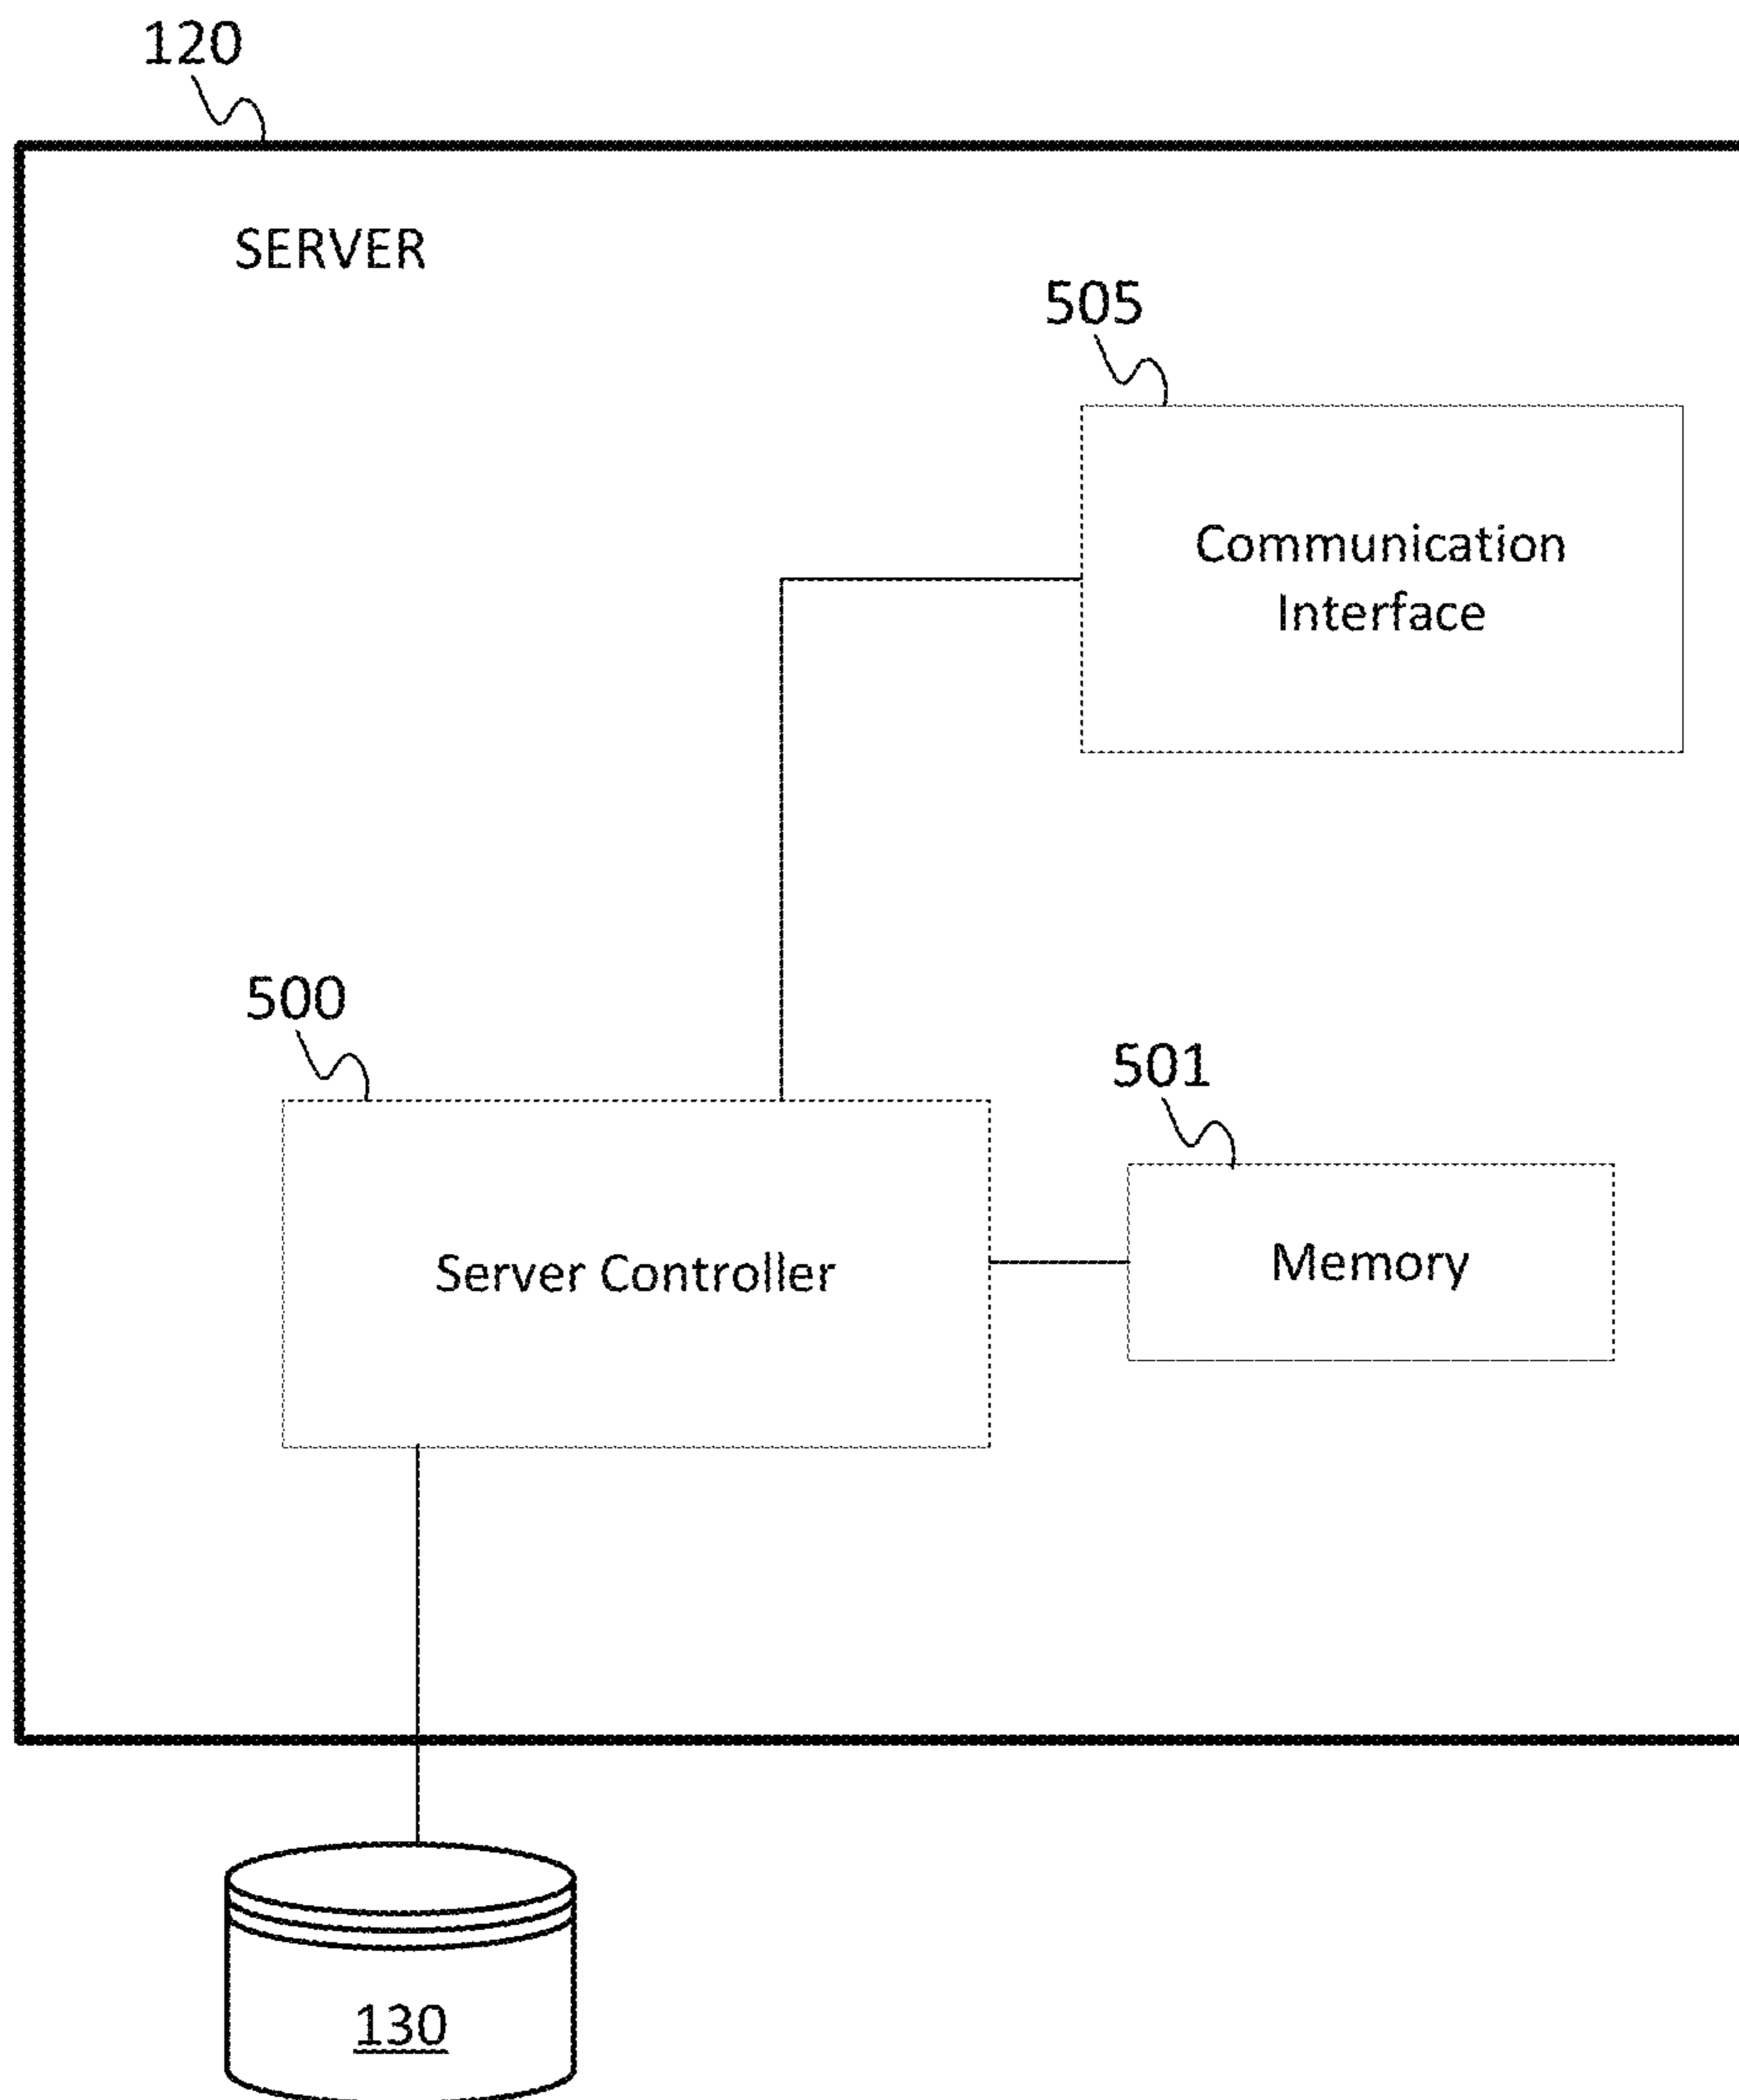 120
SERVER
505
Communication
Interface
500
501
Server Controller
Memory
130